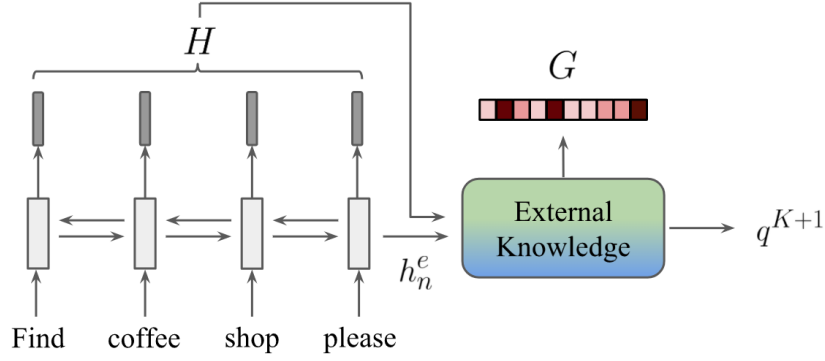 H
G
External
Knowledge
q^{K+1}
h_n^e
Find coffee shop please